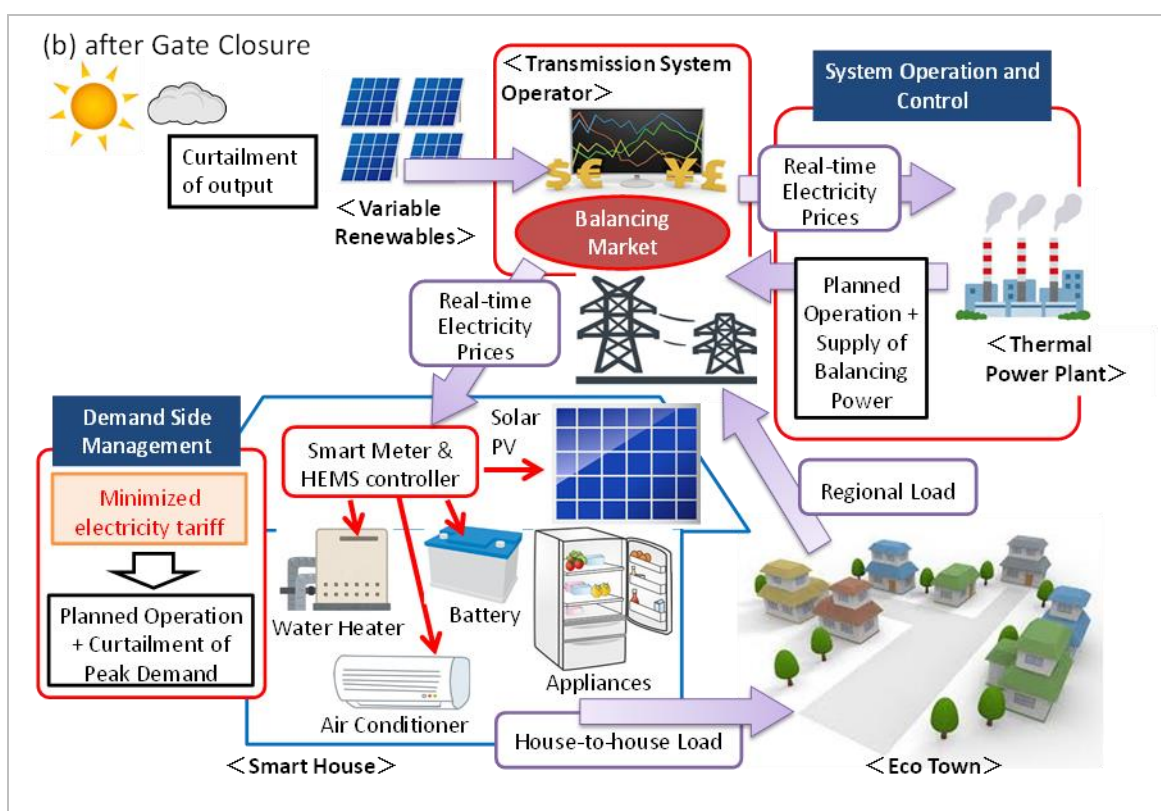 (b) after Gate Closure
＜Transmission System
Operator＞
System Operation and
Control
Curtailment
of output
＜Variable
Renewables＞
$ € ¥ £
Balancing
Market
Real-time
Electricity
Prices
Real-time
Electricity
Prices
Planned
Operation +
Supply of
Balancing
Power
＜Thermal
Power Plant＞
Demand Side
Management
Minimized
electricity tariff
Planned Operation
+ Curtailment of
Peak Demand
Smart Meter &
HEMS controller
Solar
PV
Regional Load
Water Heater
Battery
Appliances
Air Conditioner
House-to-house Load
＜Smart House＞
＜Eco Town＞